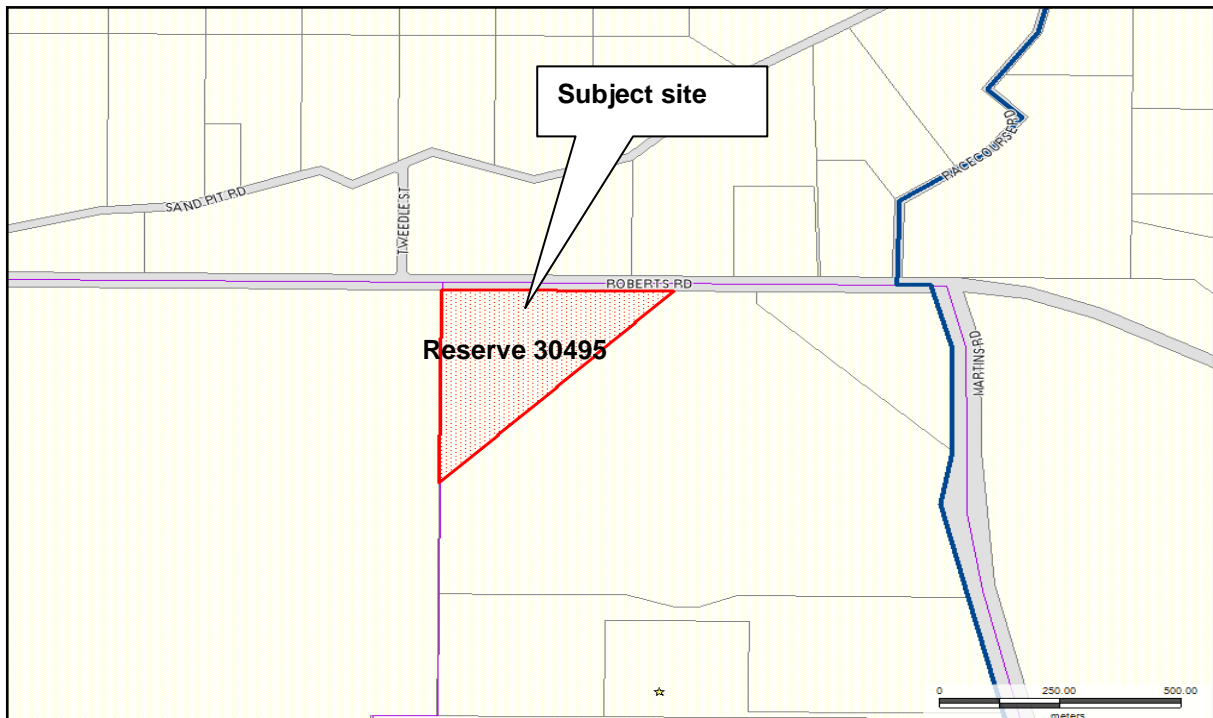 Subject site
RACECOURSE RD
SAND PIT RD
TWEEDLE ST
ROBERTS RD
Reserve 30495
MARTINS RD
0 250.00 500.00
meters